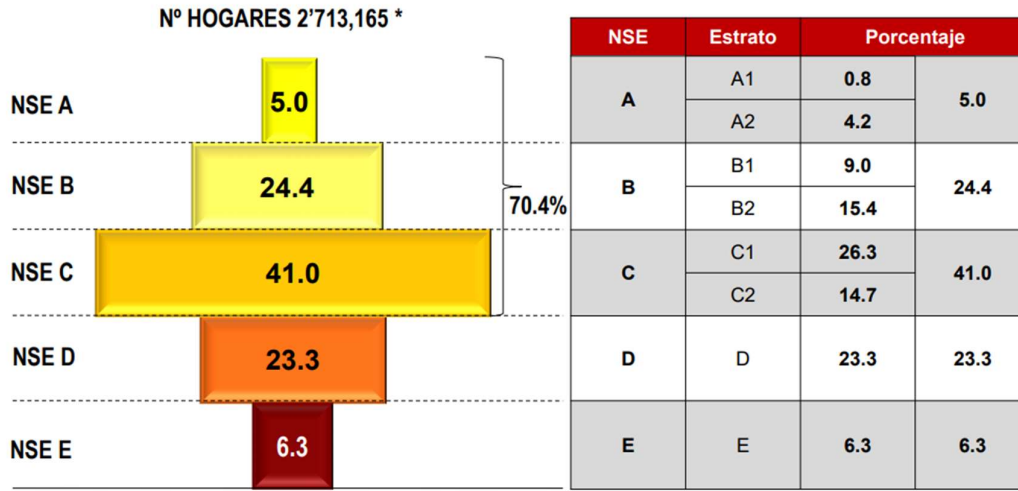 Nº HOGARES 2'713,165 *
NSE A
5.0
NSE B
24.4
70.4%
NSE C
41.0
NSE D
23.3
NSE E
6.3
NSE Estrato Porcentaje
A A1 0.8 5.0
A2 4.2
B B1 9.0 24.4
B2 15.4
C C1 26.3 41.0
C2 14.7
D D 23.3 23.3
E E 6.3 6.3